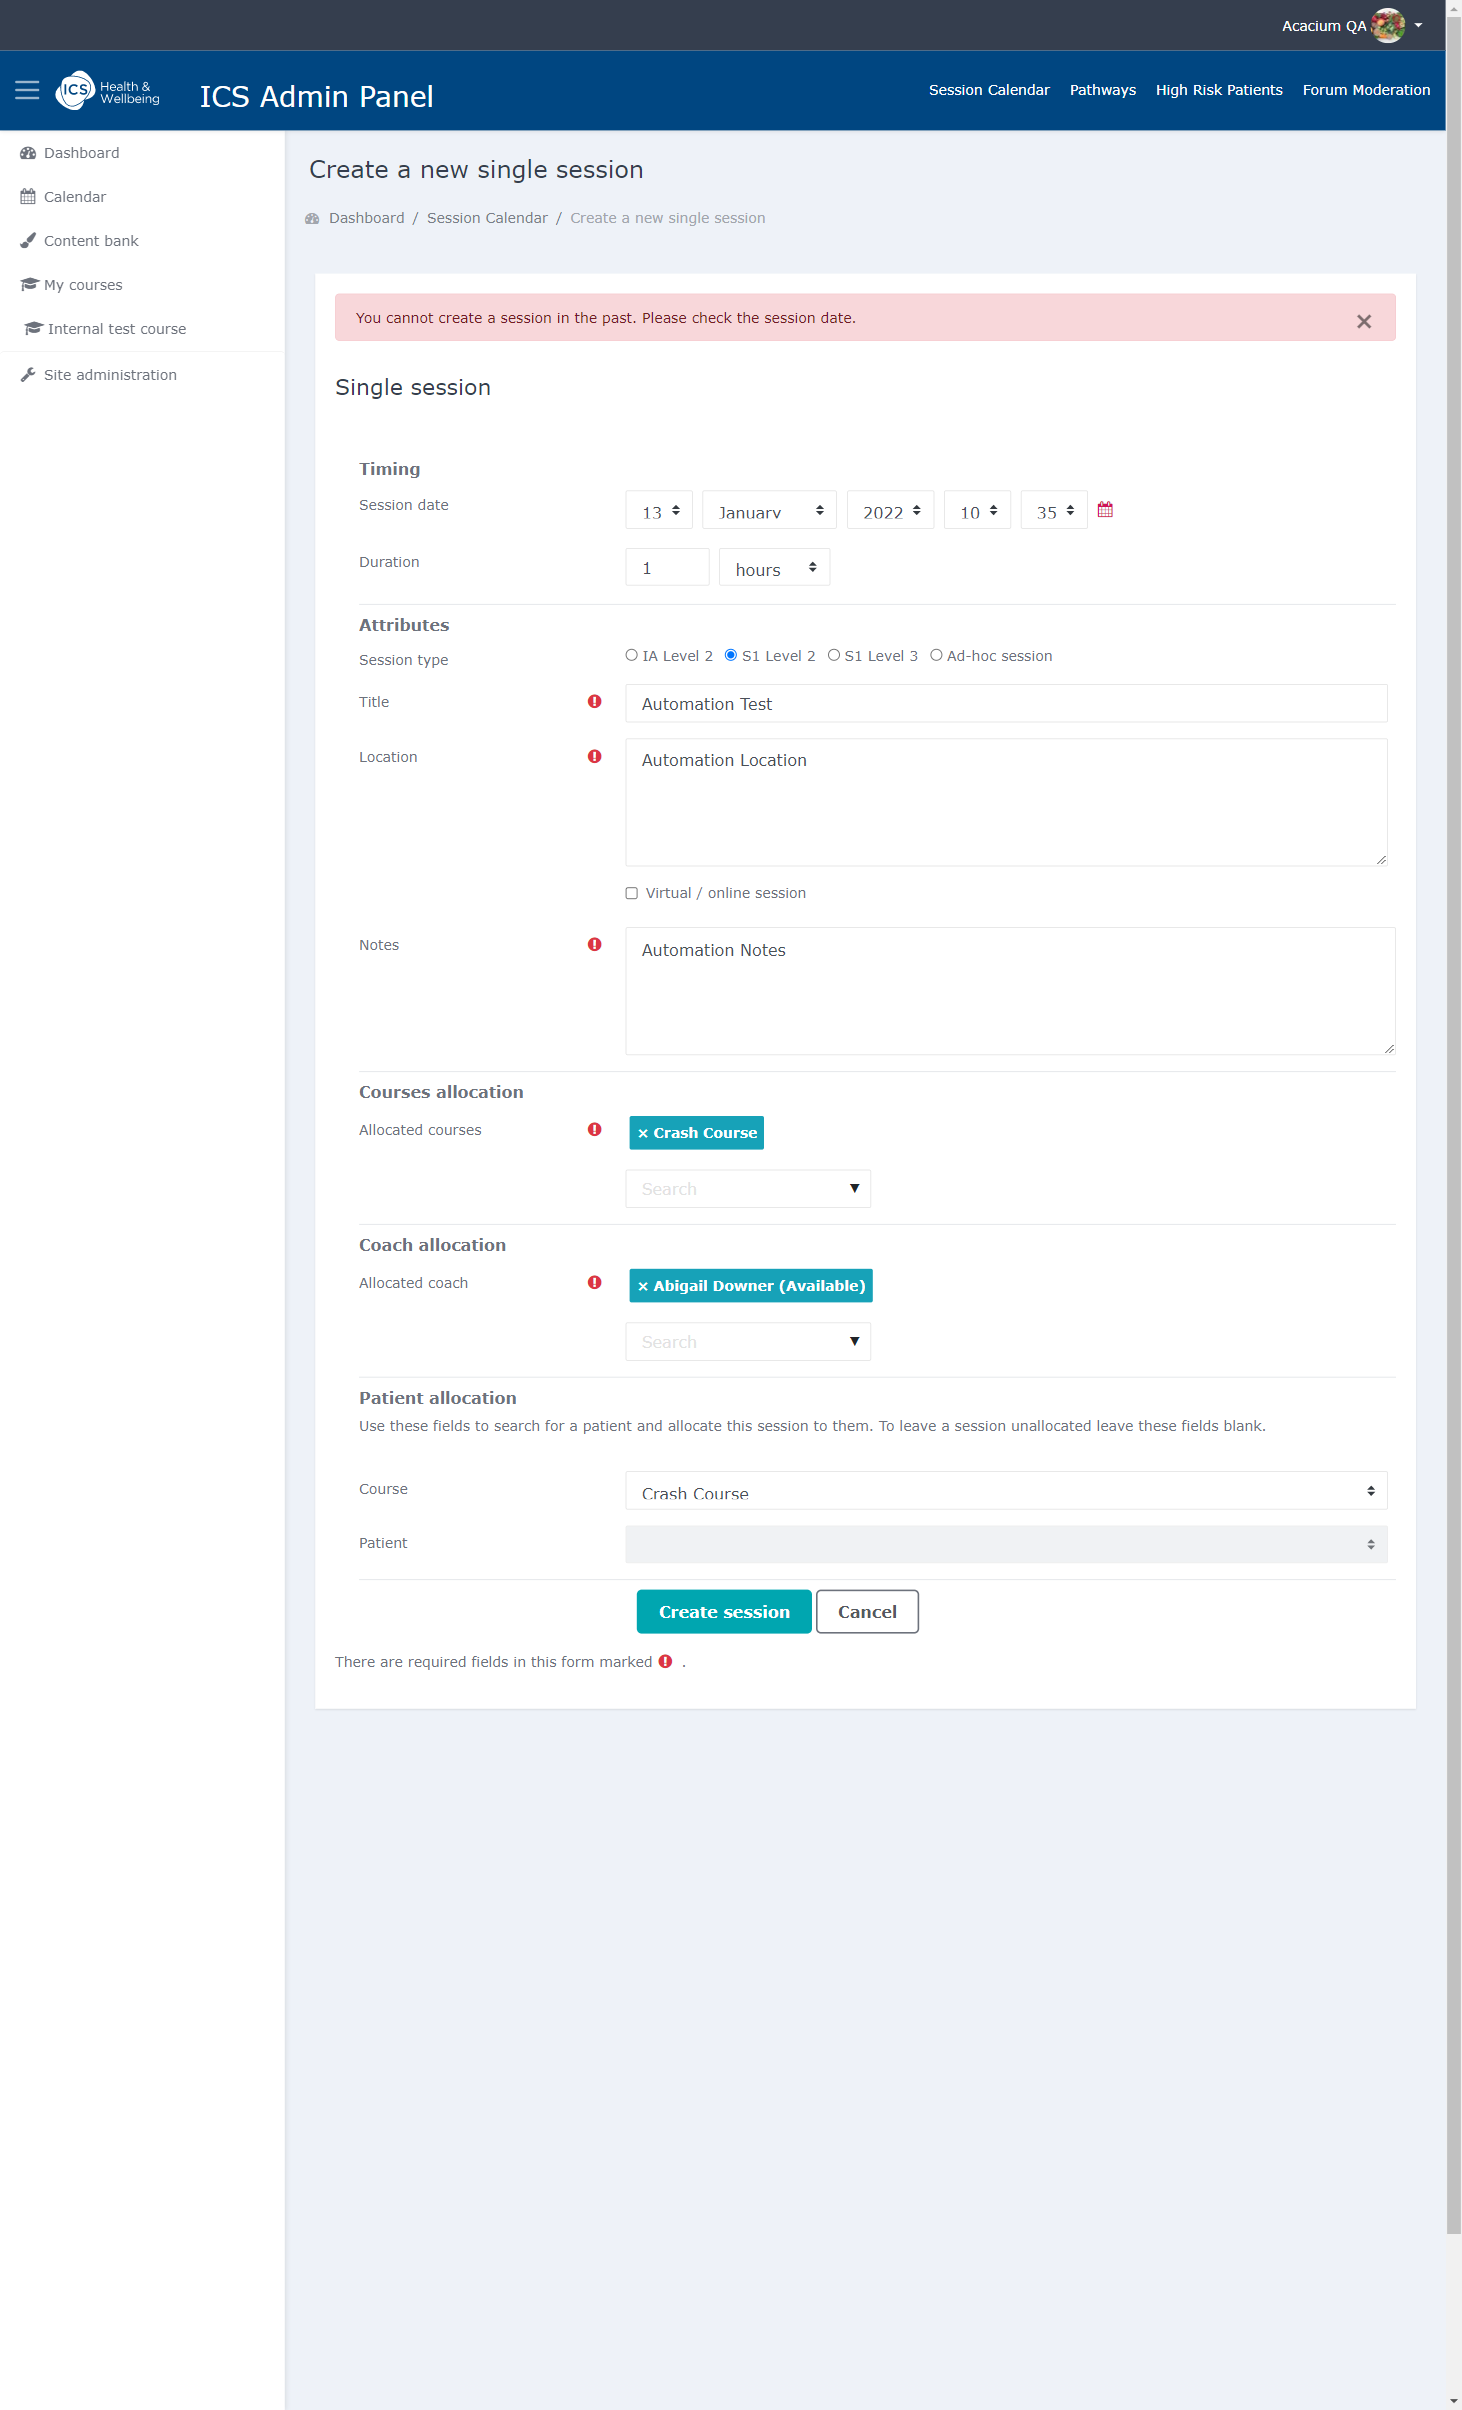 Acacium QA
ICS Health & Wellbeing
ICS Admin Panel
Session Calendar Pathways High Risk Patients Forum Moderation
Dashboard
Calendar
Content bank
My courses
Internal test course
Site administration
Create a new single session
Dashboard / Session Calendar / Create a new single session
You cannot create a session in the past. Please check the session date. ×
Single session
Timing
Session date 13 January 2022 10 35
Duration 1 hours
Attributes
Session type IA Level 2 S1 Level 2 S1 Level 3 Ad-hoc session
Title Automation Test
Location Automation Location
Virtual / online session
Notes Automation Notes
Courses allocation
Allocated courses × Crash Course
Search ▼
Coach allocation
Allocated coach × Abigail Downer (Available)
Search ▼
Patient allocation
Use these fields to search for a patient and allocate this session to them. To leave a session unallocated leave these fields blank.
Course Crash Course
Patient
Create session Cancel
There are required fields in this form marked .